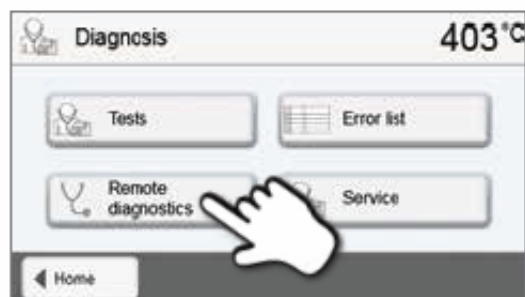 Diagnosis
403°C
Tests
Error list
Remote
diagnostics
Service
Home